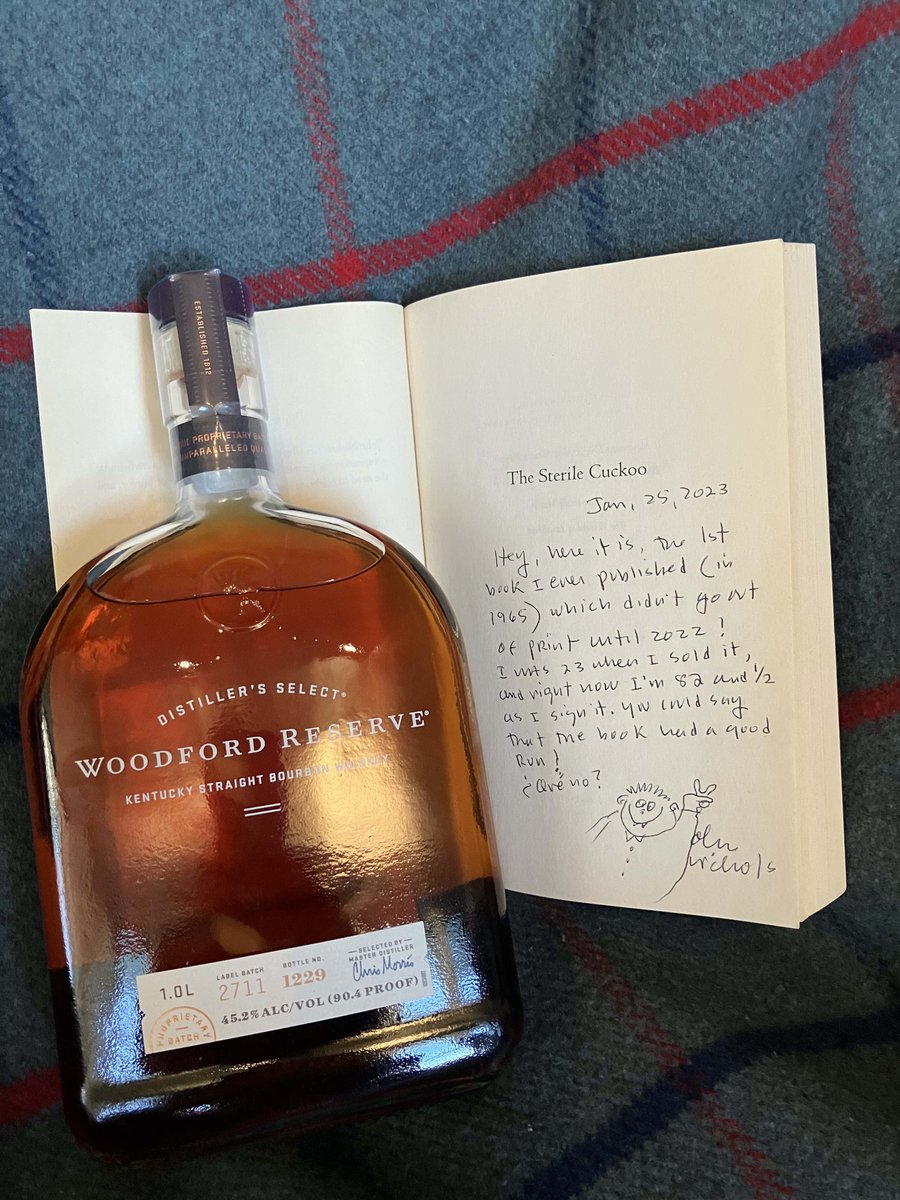 ESTABLISHED 1812
PROPRIETARY
UNPARALLELED
DISTILLER'S SELECT®
WOODFORD RESERVE®
KENTUCKY STRAIGHT BOURBON WHISKEY
1.0L
LABEL BATCH
2711
BOTTLE NO.
1229
SELECTED BY
MASTER DISTILLER
Chris Morris
45.2% ALC/VOL (90.4 PROOF)
PROPRIETARY
BATCH
The Sterile Cuckoo
Jan, 25, 2023
Hey, here it is, the 1st
book I ever published (in
1965) which didn't go out
of print until 2022!
I was 23 when I sold it,
and right now I'm 82 and 1/2
as I sign it. You could say
that the book had a good
Run!
¿Qué no?
John
Nichols